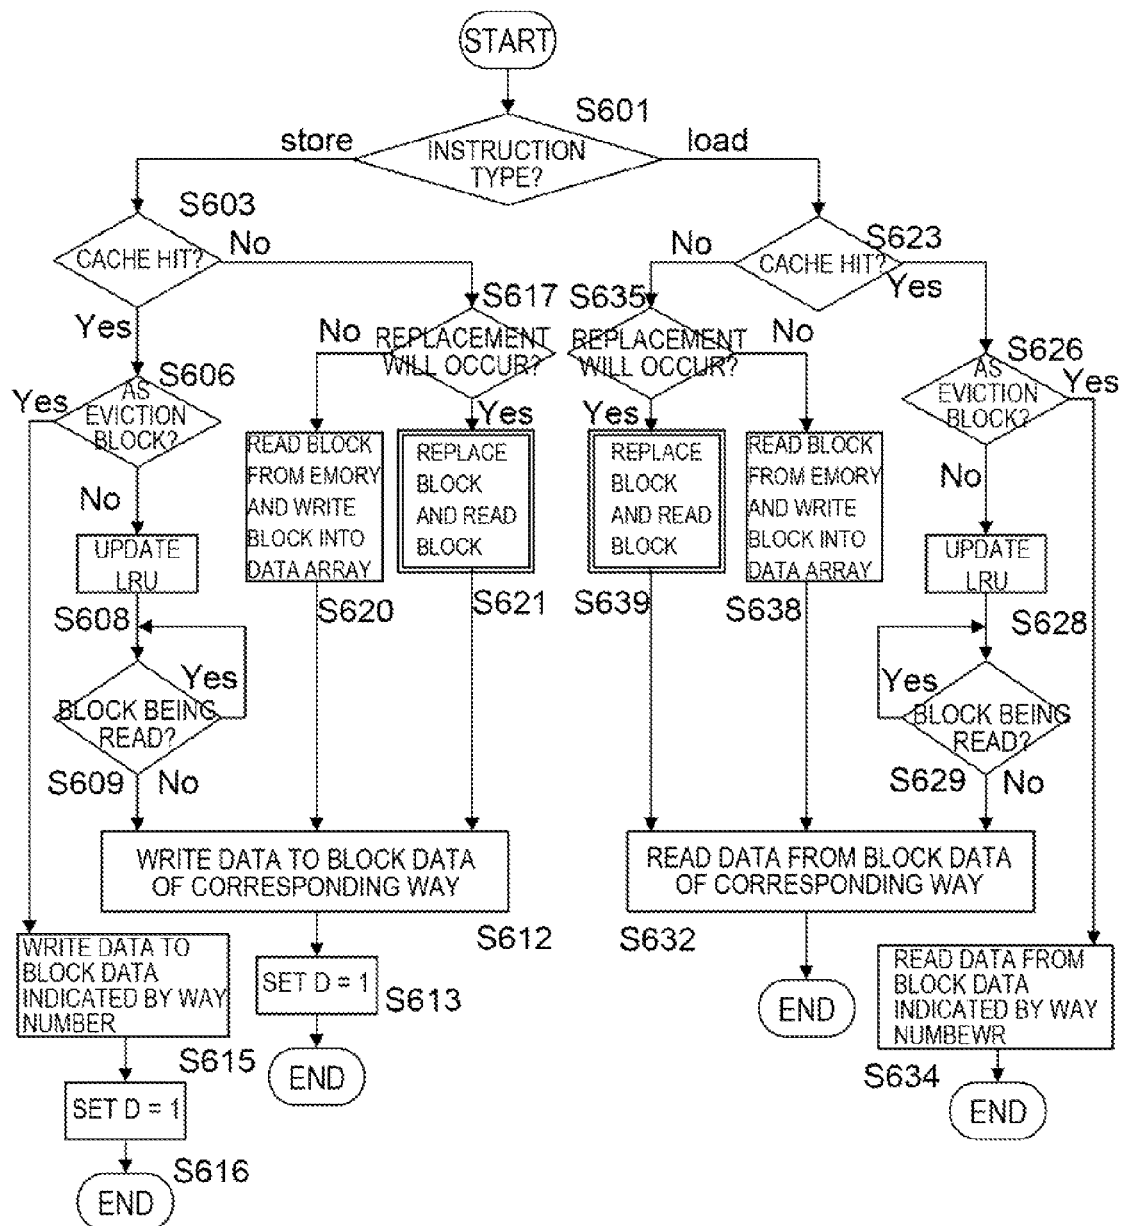 START
S601
store
load
INSTRUCTION
TYPE?
S603
No
CACHE HIT?
Yes
S623
No
CACHE HIT?
Yes
S617
No
REPLACEMENT
WILL OCCUR?
Yes
S635
REPLACEMENT
WILL OCCUR?
No
Yes
S606
Yes
AS
EVICTION
BLOCK?
No
S626
AS
EVICTION
BLOCK?
Yes
No
READ BLOCK
FROM EMORY
AND WRITE
BLOCK INTO
DATA ARRAY
S620
REPLACE
BLOCK
AND READ
BLOCK
S621
REPLACE
BLOCK
AND READ
BLOCK
S639
READ BLOCK
FROM EMORY
AND WRITE
BLOCK INTO
DATA ARRAY
S638
UPDATE
LRU
S608
Yes
BLOCK BEING
READ?
S609
No
UPDATE
LRU
S628
Yes
BLOCK BEING
READ?
S629
No
WRITE DATA TO BLOCK DATA
OF CORRESPONDING WAY
S612
READ DATA FROM BLOCK DATA
OF CORRESPONDING WAY
S632
WRITE DATA TO
BLOCK DATA
INDICATED BY WAY
NUMBER
S615
SET D = 1
S613
END
END
READ DATA FROM
BLOCK DATA
INDICATED BY WAY
NUMBEWR
S634
END
SET D = 1
S616
END